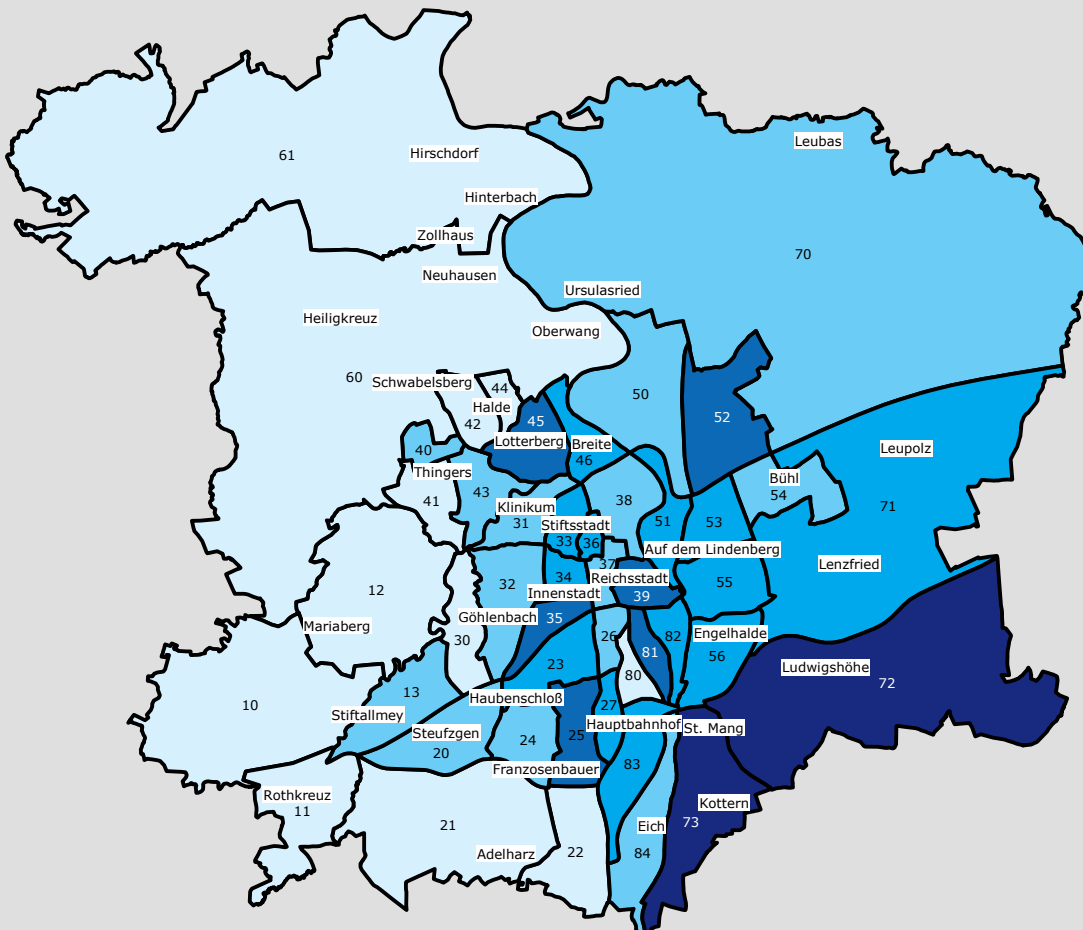 Leubas
61
Hirschdorf
Hinterbach
Zollhaus
70
Neuhausen
Ursulasried
Heiligkreuz
Oberwang
60
Schwabelsberg
44
50
Halde
42
45
52
Lotterberg
Breite
40
46
Leupolz
Thingers
Bühl
43
54
41
38
Klinikum
71
31
Stiftsstadt
51
53
33
36
Auf dem Lindenberg
37
Lenzfried
34
Reichsstadt
32
55
12
Innenstadt
39
Göhlenbach
35
Mariaberg
30
26
82
Engelhalde
81
56
23
Ludwigshöhe
80
72
13
Haubenschloß
10
27
Stiftallmey
Hauptbahnhof
St. Mang
Steufzgen
24
25
20
83
Franzosenbauer
Rothkreuz
Kottern
11
73
21
Eich
Adelharz
22
84